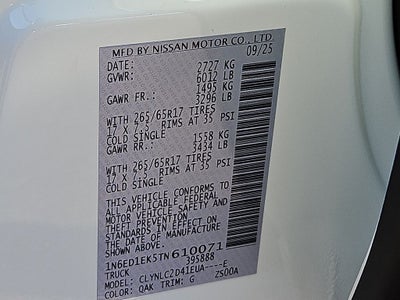 MFD BY NISSAN MOTOR CO., LTD.
DATE: 09/25
GVWR: 2727 KG
6012 LB
GAWR FR.: 1495 KG
3296 LB
WITH 265/65R17 TIRES
17 X 7.5 RIMS AT 35 PSI
COLD SINGLE
GAWR RR.: 1558 KG
3434 LB
WITH 265/65R17 TIRES
17 X 7.5 RIMS AT 35 PSI
COLD SINGLE
THIS VEHICLE CONFORMS TO
ALL APPLICABLE FEDERAL
MOTOR VEHICLE SAFETY AND
THEFT PREVENTION
STANDARDS IN EFFECT ON
THE DATE OF MANUFACTURE
SHOWN ABOVE.
1N6ED1EK5TN610071
TRUCK 395888
MODEL: CLYNLC2D41EUA----E
COLOR: QAK TRIM: G ZS00A